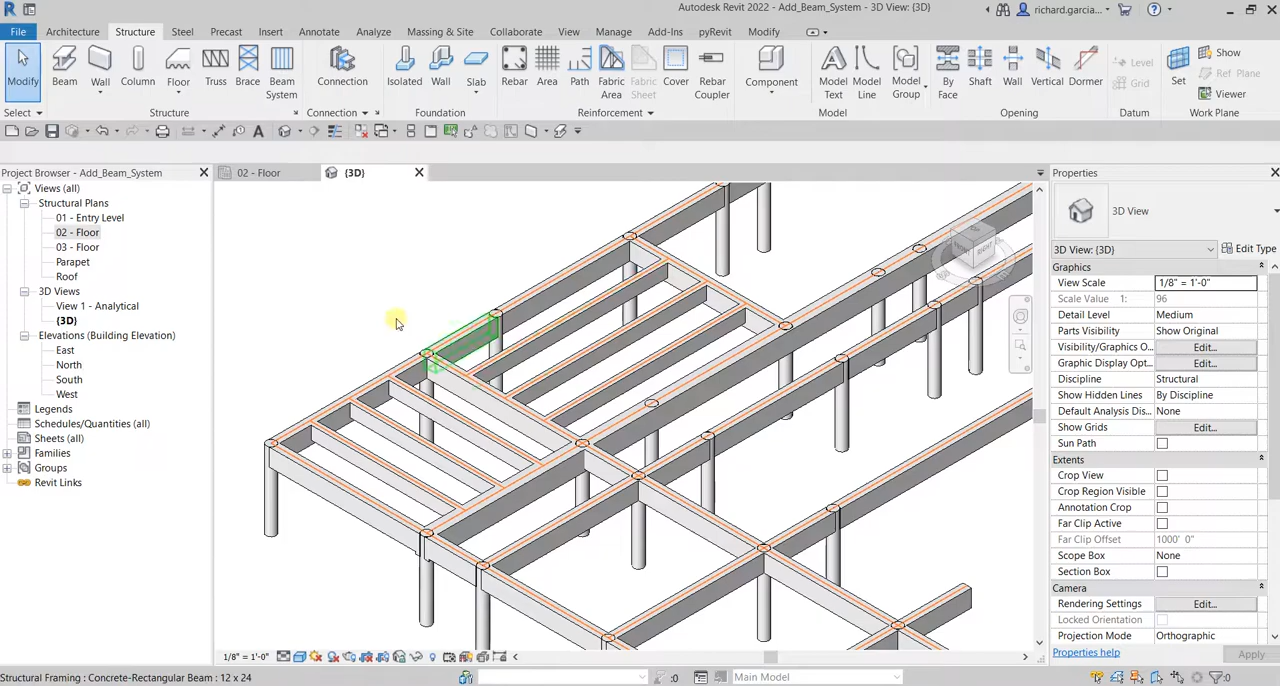 Autodesk Revit 2022 - Add_Beam_System - 3D View: {3D}
richard.garcia...
File Architecture Structure Steel Precast Insert Annotate Analyze Massing & Site Collaborate View Manage Add-Ins pyRevit Modify
Modify Beam Wall Column Floor Truss Brace Beam System Connection Isolated Wall Slab Rebar Area Path Fabric Area Fabric Sheet Cover Rebar Coupler Component Model Text Model Line Model Group By Face Shaft Wall Vertical Dormer Level Grid Set Show Ref Plane Viewer
Select Structure Connection Foundation Reinforcement Model Opening Datum Work Plane
Project Browser - Add_Beam_System
Views (all)
Structural Plans
01 - Entry Level
02 - Floor
03 - Floor
Parapet
Roof
3D Views
View 1 - Analytical
{3D}
Elevations (Building Elevation)
East
North
South
West
Legends
Schedules/Quantities (all)
Sheets (all)
Families
Groups
Revit Links
02 - Floor
{3D}
TOP
FRONT
RIGHT
Properties
3D View
3D View: {3D} Edit Type
Graphics
View Scale 1/8" = 1'-0"
Scale Value 1: 96
Detail Level Medium
Parts Visibility Show Original
Visibility/Graphics O... Edit...
Graphic Display Opt... Edit...
Discipline Structural
Show Hidden Lines By Discipline
Default Analysis Dis... None
Show Grids Edit...
Sun Path
Extents
Crop View
Crop Region Visible
Annotation Crop
Far Clip Active
Far Clip Offset 1000' 0"
Scope Box None
Section Box
Camera
Rendering Settings Edit...
Locked Orientation
Projection Mode Orthographic
Properties help Apply
1/8" = 1'-0"
Structural Framing : Concrete-Rectangular Beam : 12 x 24
:0
Main Model
:0